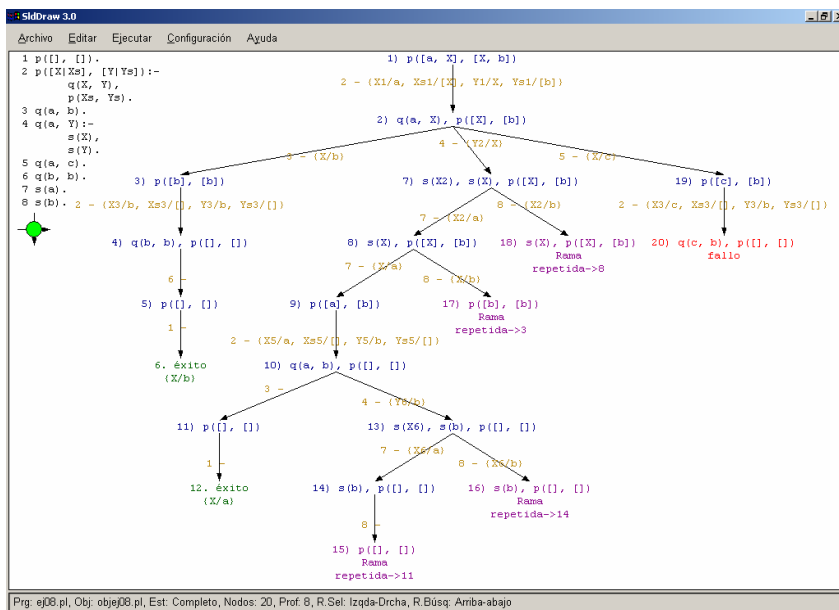 SldDraw 3.0
Archivo Editar Ejecutar Configuración Ayuda
1 p([], []).
2 p([X|Xs], [Y|Ys]):-
q(X, Y),
p(Xs, Ys).
3 q(a, b).
4 q(a, Y):-
s(X),
s(Y).
5 q(a, c).
6 q(b, b).
7 s(a).
8 s(b).
1) p([a, X], [X, b])
2 - {X1/a, Xs1/[X], Y1/X, Ys1/[b]}
2) q(a, X), p([X], [b])
3 - {X/b}
4 - {Y2/X}
5 - {X/c}
3) p([b], [b])
7) s(X2), s(X), p([X], [b])
19) p([c], [b])
2 - {X3/b, Xs3/[], Y3/b, Ys3/[]}
7 - {X2/a}
8 - {X2/b}
2 - {X3/c, Xs3/[], Y3/b, Ys3/[]}
4) q(b, b), p([], [])
8) s(X), p([X], [b])
18) s(X), p([X], [b])
Rama
repetida->8
20) q(c, b), p([], [])
fallo
6 -
7 - {X/a}
8 - {X/b}
5) p([], [])
9) p([a], [b])
17) p([b], [b])
Rama
repetida->3
1 -
2 - {X5/a, Xs5/[], Y5/b, Ys5/[]}
6. éxito
{X/b}
10) q(a, b), p([], [])
3 -
4 - {Y6/b}
11) p([], [])
13) s(X6), s(b), p([], [])
1 -
7 - {X6/a}
8 - {X6/b}
12. éxito
{X/a}
14) s(b), p([], [])
16) s(b), p([], [])
Rama
repetida->14
8 -
15) p([], [])
Rama
repetida->11
Prg: ej08.pl, Obj: objej08.pl, Est: Completo, Nodos: 20, Prof: 8, R.Sel: Izqda-Drcha, R.Búsq: Arriba-abajo